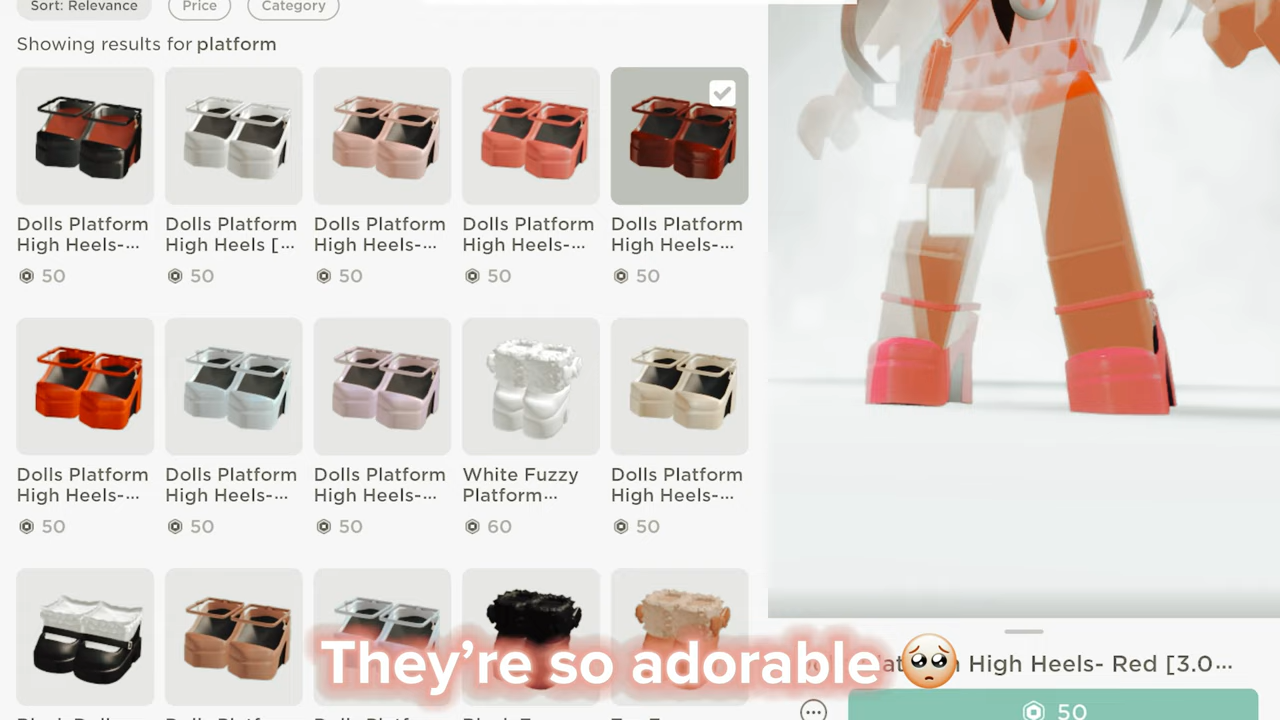 Sort: Relevance
Price
Category
Showing results for platform
Dolls Platform
High Heels-...
50
Dolls Platform
High Heels [...
50
Dolls Platform
High Heels-...
50
Dolls Platform
High Heels-...
50
Dolls Platform
High Heels-...
50
Dolls Platform
High Heels-...
50
Dolls Platform
High Heels-...
50
Dolls Platform
High Heels-...
50
White Fuzzy
Platform...
60
Dolls Platform
High Heels-...
50
They're so adorable 🥺
High Heels- Red [3.0...
50